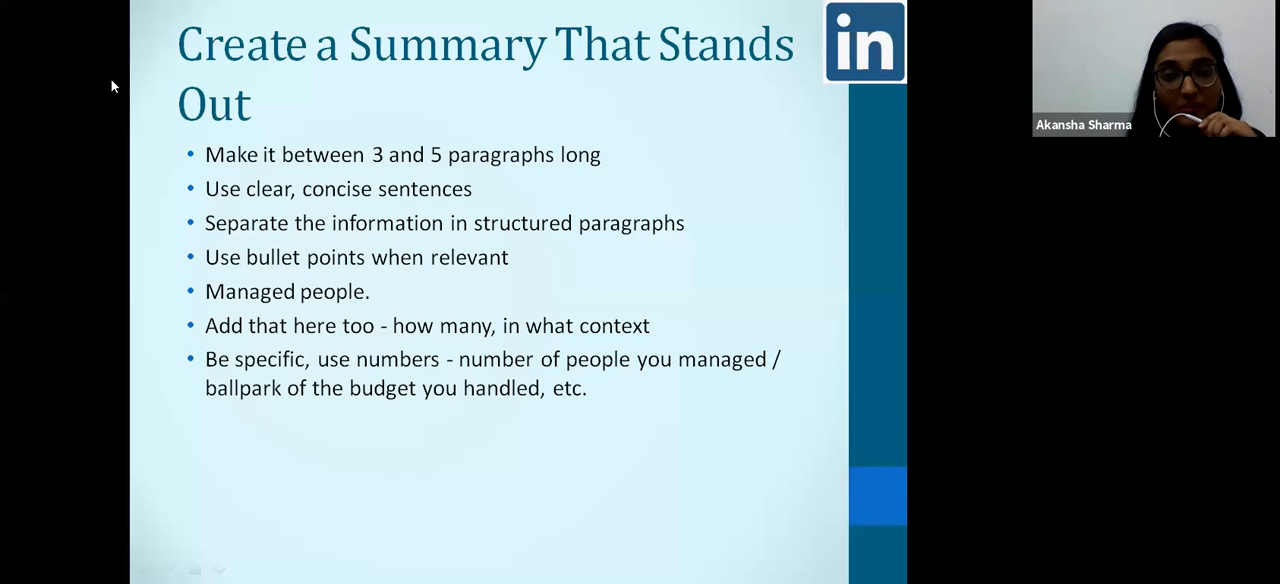 Create a Summary That Stands
Out
in
• Make it between 3 and 5 paragraphs long
• Use clear, concise sentences
• Separate the information in structured paragraphs
• Use bullet points when relevant
• Managed people.
• Add that here too - how many, in what context
• Be specific, use numbers - number of people you managed /
ballpark of the budget you handled, etc.
Akansha Sharma